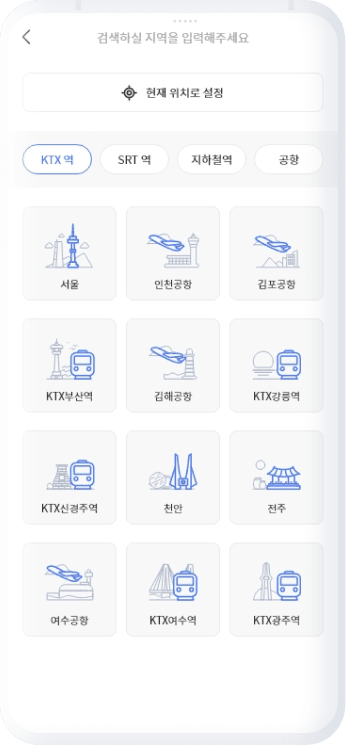 검색하실 지역을 입력해주세요
현재 위치로 설정
KTX 역 SRT 역 지하철역 공항
서울 인천공항 김포공항
KTX부산역 김해공항 KTX강릉역
KTX신경주역 천안 전주
여수공항 KTX여수역 KTX광주역